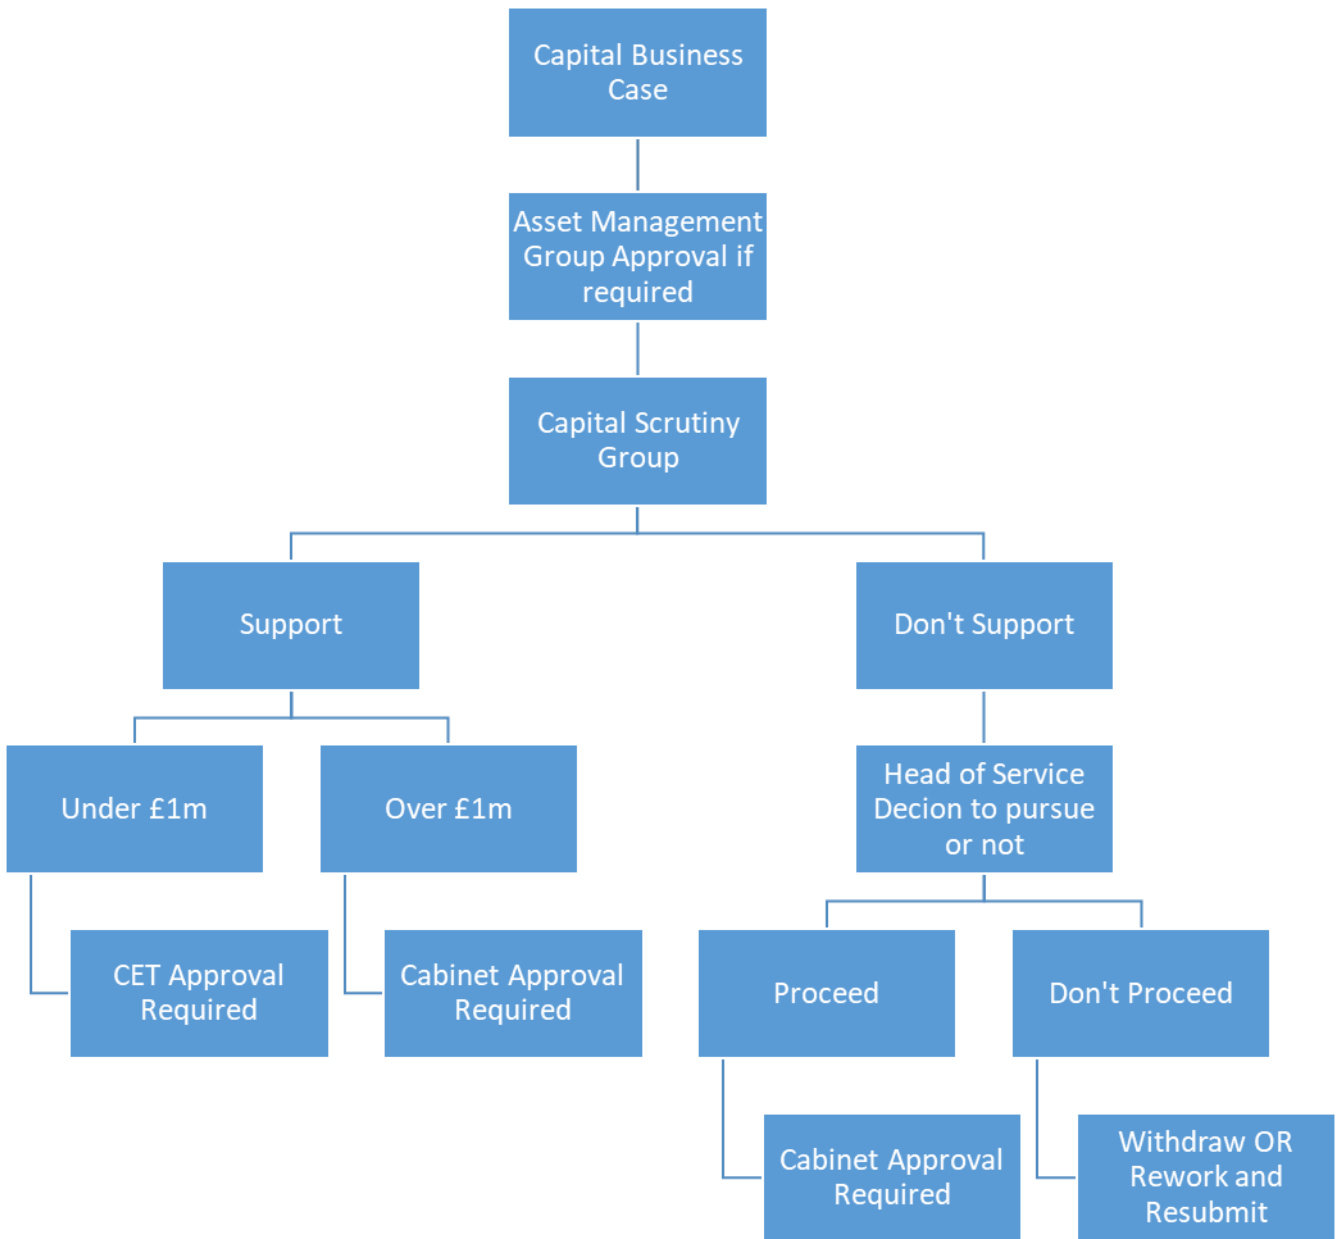 Capital Business
Case
Asset Management
Group Approval if
required
Capital Scrutiny
Group
Support
Don't Support
Under £1m
Over £1m
Head of Service
Decion to pursue
or not
CET Approval
Required
Cabinet Approval
Required
Proceed
Don't Proceed
Cabinet Approval
Required
Withdraw OR
Rework and
Resubmit